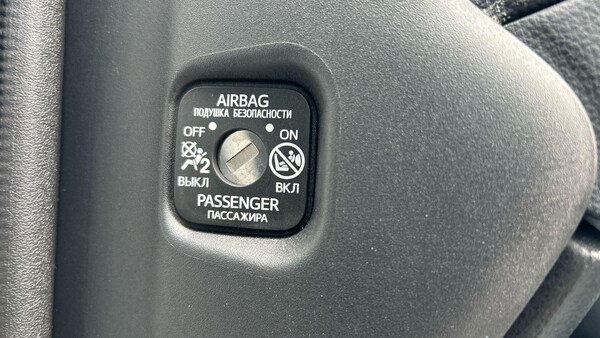 AIRBAG
ПОДУШКА БЕЗОПАСНОСТИ
OFF ON
2
ВЫКЛ ВКЛ
PASSENGER
ПАССАЖИРА